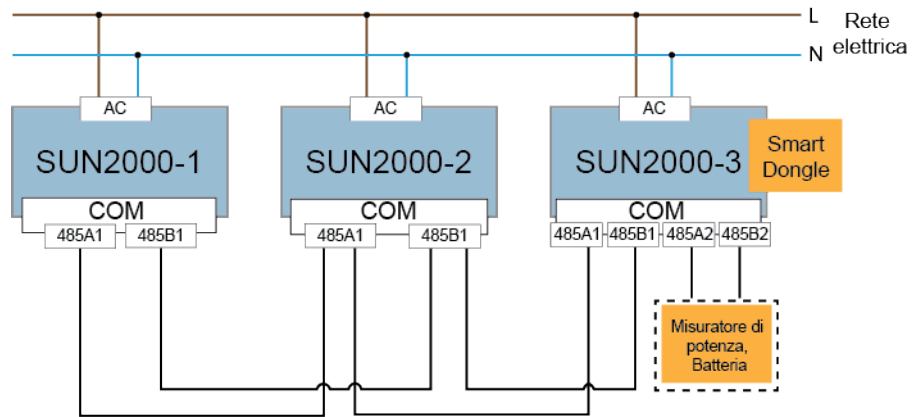 L
N
Rete
elettrica
AC
AC
AC
SUN2000-1
SUN2000-2
SUN2000-3
Smart
Dongle
COM
COM
COM
485A1
485B1
485A1
485B1
485A1
485B1
485A2
485B2
Misuratore di
potenza,
Batteria